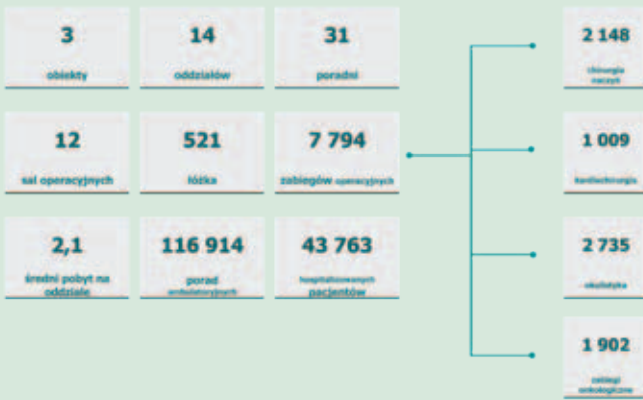 3
obiekty
14
oddziałów
31
poradni
2 148
chirurgia
naczyń
12
sal operacyjnych
521
łóżka
7 794
zabiegów operacyjnych
1 009
kardiochirurgia
2,1
średni pobyt na
oddziale
116 914
porad
ambulatoryjnych
43 763
hospitalizowanych
pacjentów
2 735
okulistyka
1 902
zabiegi
onkologiczne